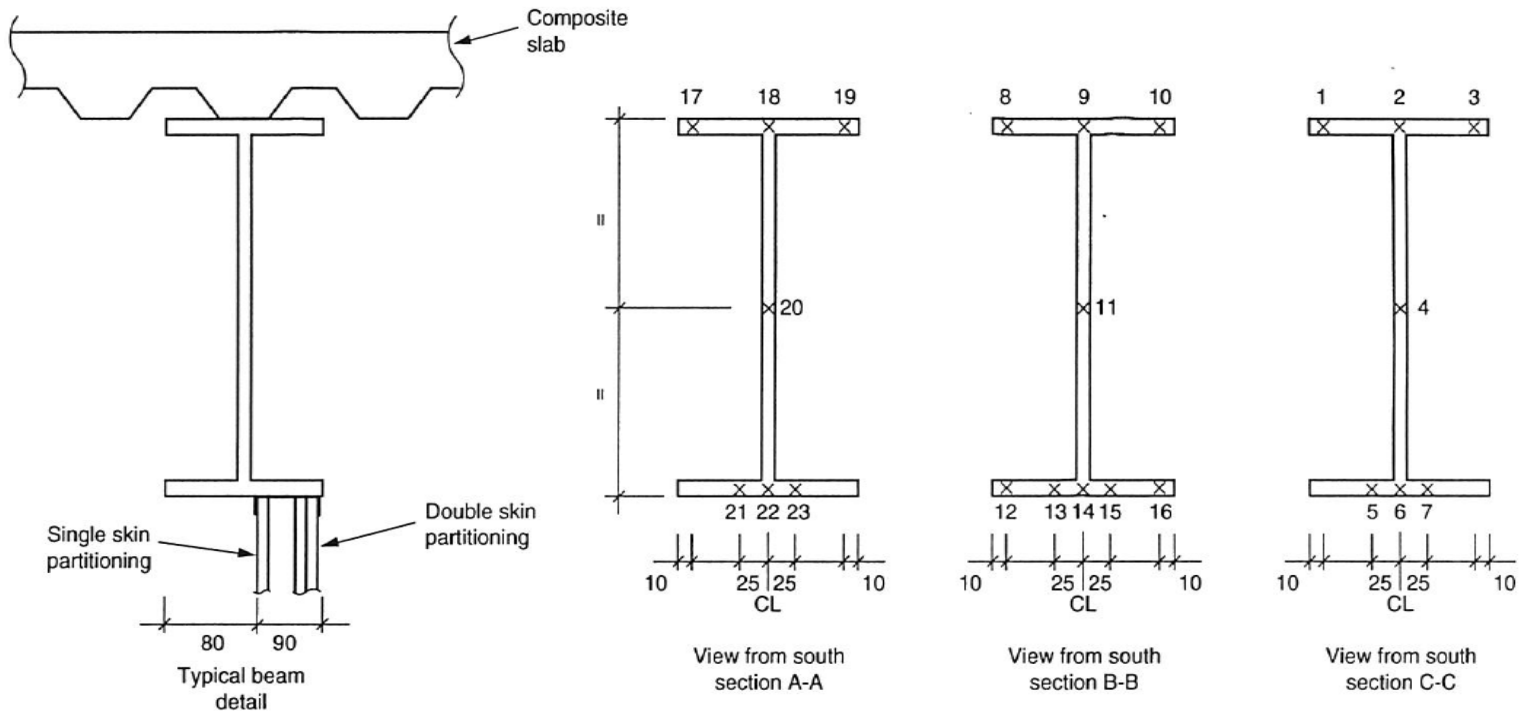 Composite
slab
Single skin
partitioning
Double skin
partitioning
80 90
Typical beam
detail
17 18 19
=
20
=
21 22 23
10 25 25 10
CL
View from south
section A-A
8 9 10
11
12 13 14 15 16
10 25 25 10
CL
View from south
section B-B
1 2 3
4
5 6 7
10 25 25 10
CL
View from south
section C-C